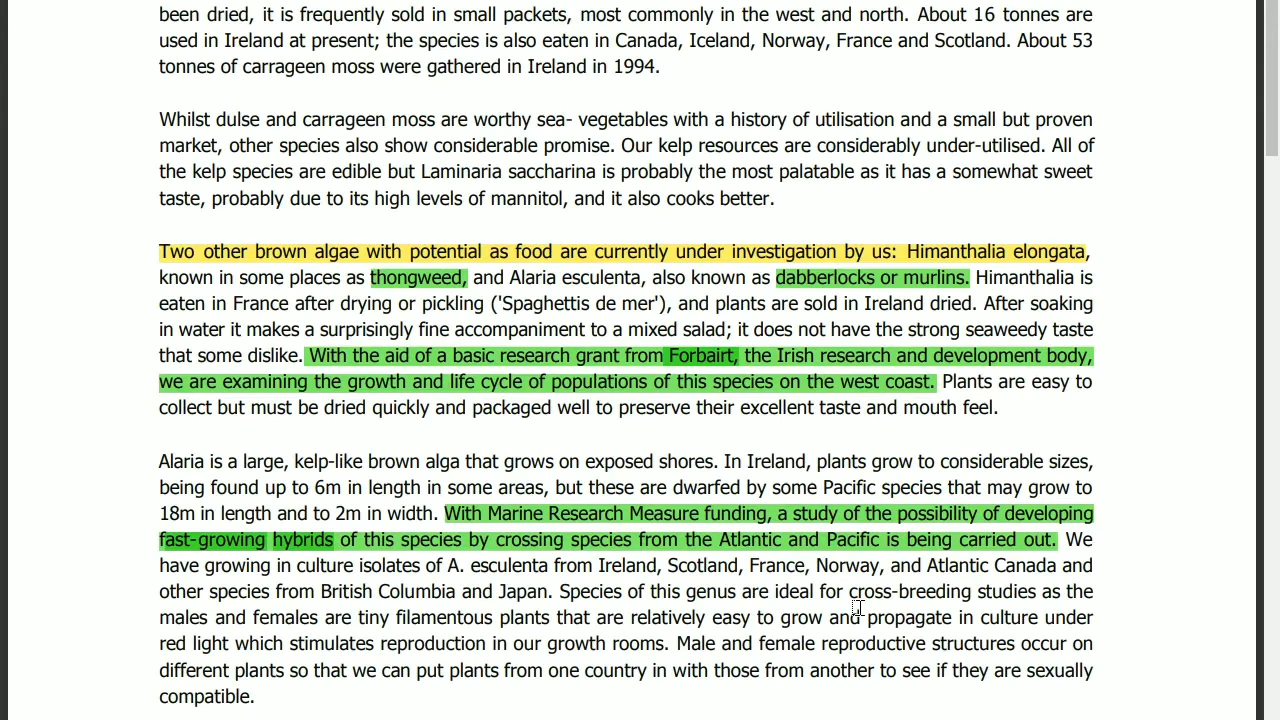 been dried, it is frequently sold in small packets, most commonly in the west and north. About 16 tonnes are
used in Ireland at present; the species is also eaten in Canada, Iceland, Norway, France and Scotland. About 53
tonnes of carrageen moss were gathered in Ireland in 1994.
Whilst dulse and carrageen moss are worthy sea- vegetables with a history of utilisation and a small but proven
market, other species also show considerable promise. Our kelp resources are considerably under-utilised. All of
the kelp species are edible but Laminaria saccharina is probably the most palatable as it has a somewhat sweet
taste, probably due to its high levels of mannitol, and it also cooks better.
Two other brown algae with potential as food are currently under investigation by us: Himanthalia elongata,
known in some places as thongweed, and Alaria esculenta, also known as dabberlocks or murlins. Himanthalia is
eaten in France after drying or pickling ('Spaghettis de mer'), and plants are sold in Ireland dried. After soaking
in water it makes a surprisingly fine accompaniment to a mixed salad; it does not have the strong seaweedy taste
that some dislike. With the aid of a basic research grant from Forbairt, the Irish research and development body,
we are examining the growth and life cycle of populations of this species on the west coast. Plants are easy to
collect but must be dried quickly and packaged well to preserve their excellent taste and mouth feel.
Alaria is a large, kelp-like brown alga that grows on exposed shores. In Ireland, plants grow to considerable sizes,
being found up to 6m in length in some areas, but these are dwarfed by some Pacific species that may grow to
18m in length and to 2m in width. With Marine Research Measure funding, a study of the possibility of developing
fast-growing hybrids of this species by crossing species from the Atlantic and Pacific is being carried out. We
have growing in culture isolates of A. esculenta from Ireland, Scotland, France, Norway, and Atlantic Canada and
other species from British Columbia and Japan. Species of this genus are ideal for cross-breeding studies as the
males and females are tiny filamentous plants that are relatively easy to grow and propagate in culture under
red light which stimulates reproduction in our growth rooms. Male and female reproductive structures occur on
different plants so that we can put plants from one country in with those from another to see if they are sexually
compatible.